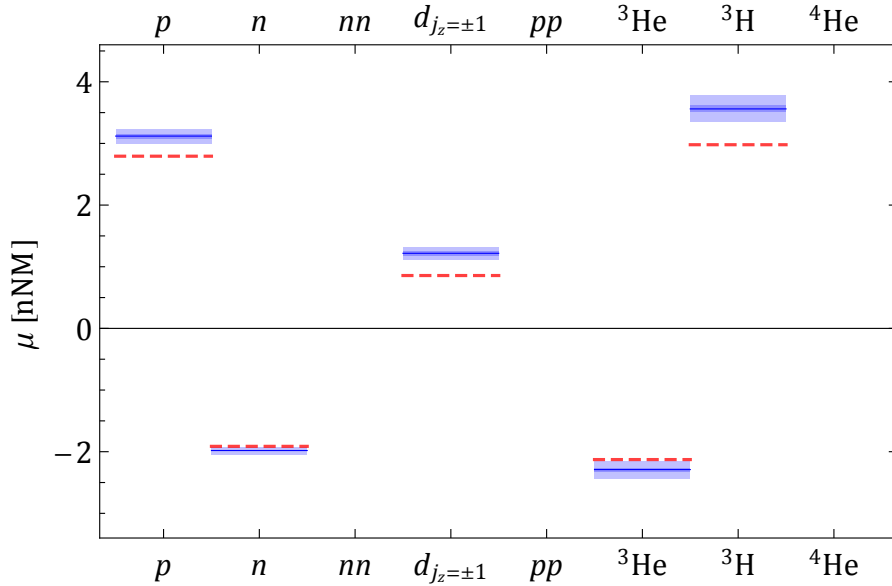 p n nn d_{j_z=±1} pp ³He ³H ⁴He
4
2
0
−2
μ [nNM]
p n nn d_{j_z=±1} pp ³He ³H ⁴He